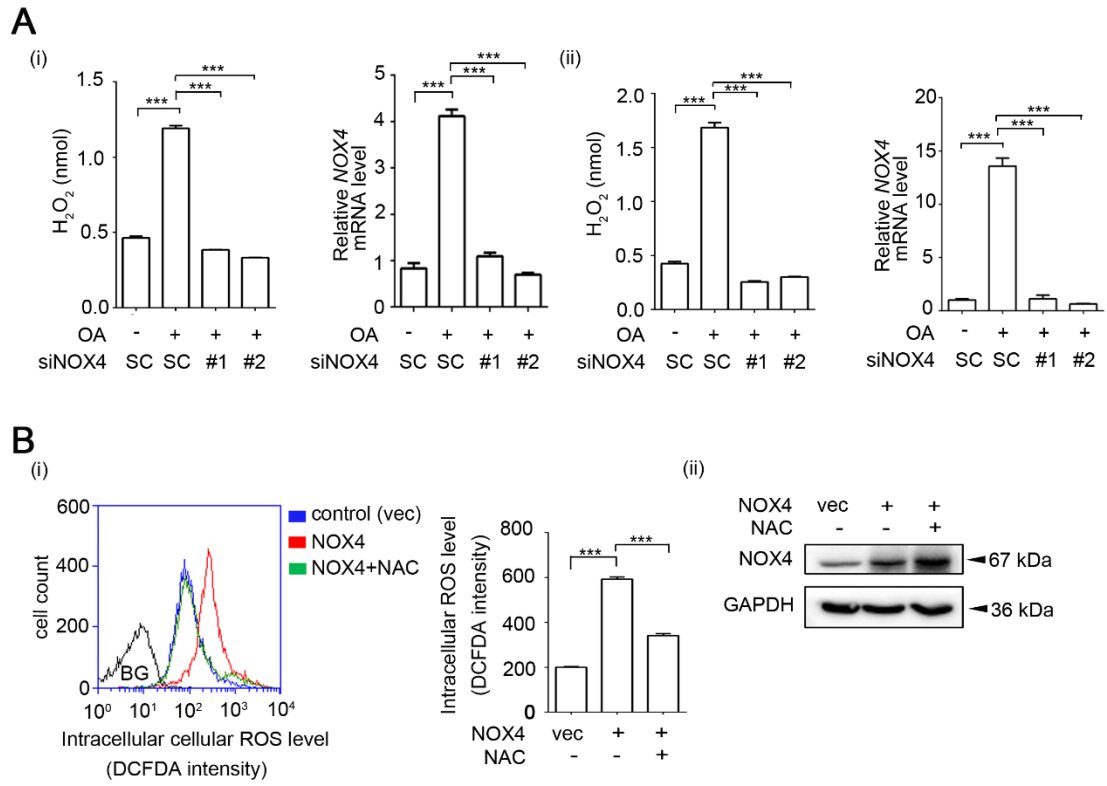 A
(i)
H2O2 (nmol)
1.5
1.0
0.5
0.0
***
***
***
OA - + + +
siNOX4 SC SC #1 #2
Relative NOX4
mRNA level
5
4
3
2
1
0
***
***
***
OA - + + +
siNOX4 SC SC #1 #2
(ii)
H2O2 (nmol)
2.0
1.5
1.0
0.5
0.0
***
***
***
OA - + + +
siNOX4 SC SC #1 #2
Relative NOX4
mRNA level
20
15
10
5
0
***
***
***
OA - + + +
siNOX4 SC SC #1 #2
B
(i)
cell count
600
400
200
0
BG
10^0 10^1 10^2 10^3 10^4
Intracellular cellular ROS level
(DCFDA intensity)
control (vec)
NOX4
NOX4+NAC
Intracellular ROS level
(DCFDA intensity)
800
600
400
200
0
***
***
NOX4 vec + +
NAC - - +
(ii)
NOX4 vec + +
NAC - - +
NOX4 67 kDa
GAPDH 36 kDa